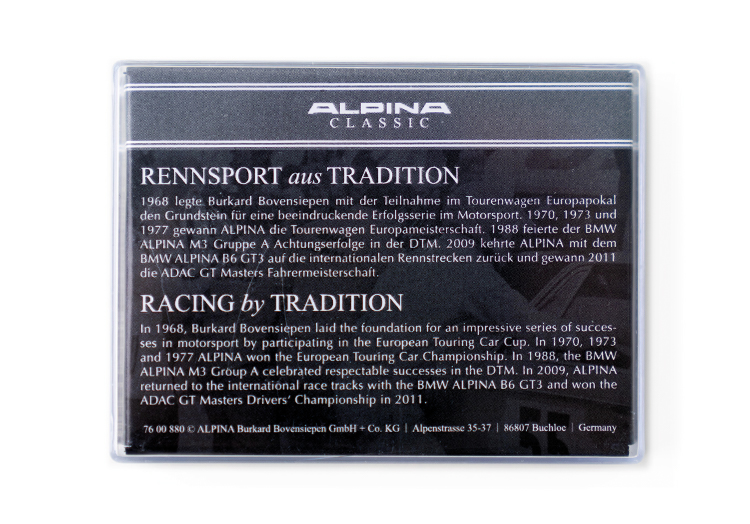 ALPINA
CLASSIC
RENNSPORT aus TRADITION
1968 legte Burkard Bovensiepen mit der Teilnahme im Tourenwagen Europapokal
den Grundstein für eine beeindruckende Erfolgsserie im Motorsport. 1970, 1973 und
1977 gewann ALPINA die Tourenwagen Europameisterschaft. 1988 feierte der BMW
ALPINA M3 Gruppe A Achtungserfolge in der DTM. 2009 kehrte ALPINA mit dem
BMW ALPINA B6 GT3 auf die internationalen Rennstrecken zurück und gewann 2011
die ADAC GT Masters Fahrermeisterschaft.
RACING by TRADITION
In 1968, Burkard Bovensiepen laid the foundation for an impressive series of succes-
ses in motorsport by participating in the European Touring Car Cup. In 1970, 1973
and 1977 ALPINA won the European Touring Car Championship. In 1988, the BMW
ALPINA M3 Group A celebrated respectable successes in the DTM. In 2009, ALPINA
returned to the international race tracks with the BMW ALPINA B6 GT3 and won the
ADAC GT Masters Drivers‘ Championship in 2011.
76 00 880 © ALPINA Burkard Bovensiepen GmbH + Co. KG | Alpenstrasse 35-37 | 86807 Buchloe | Germany